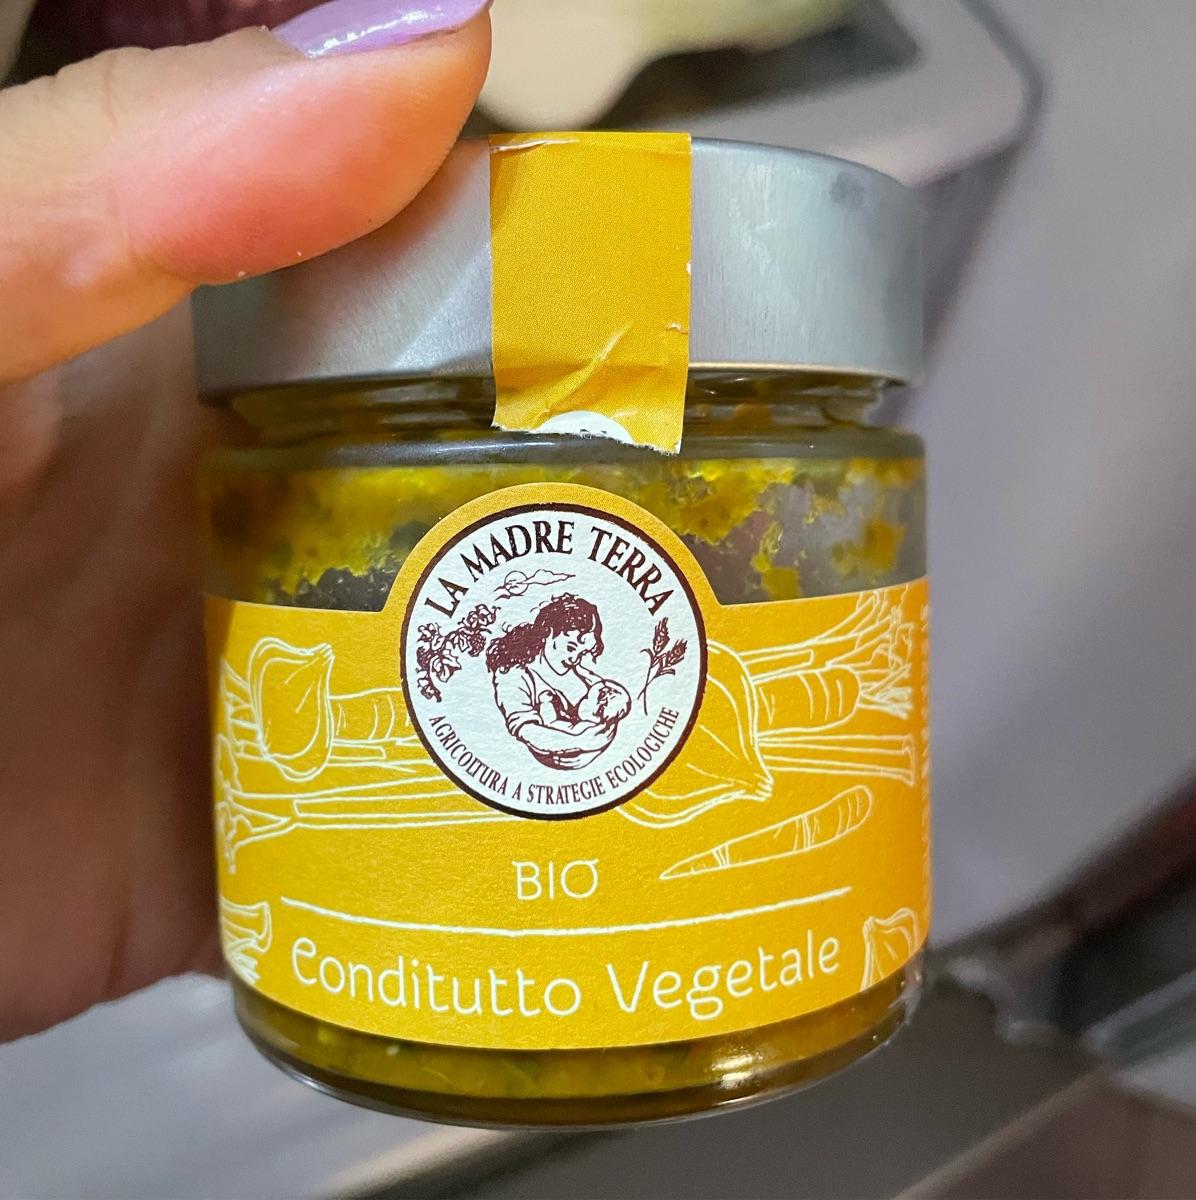 LA MADRE TERRA
AGRICOLTURA A STRATEGIE ECOLOGICHE
BIO
Conditutto Vegetale